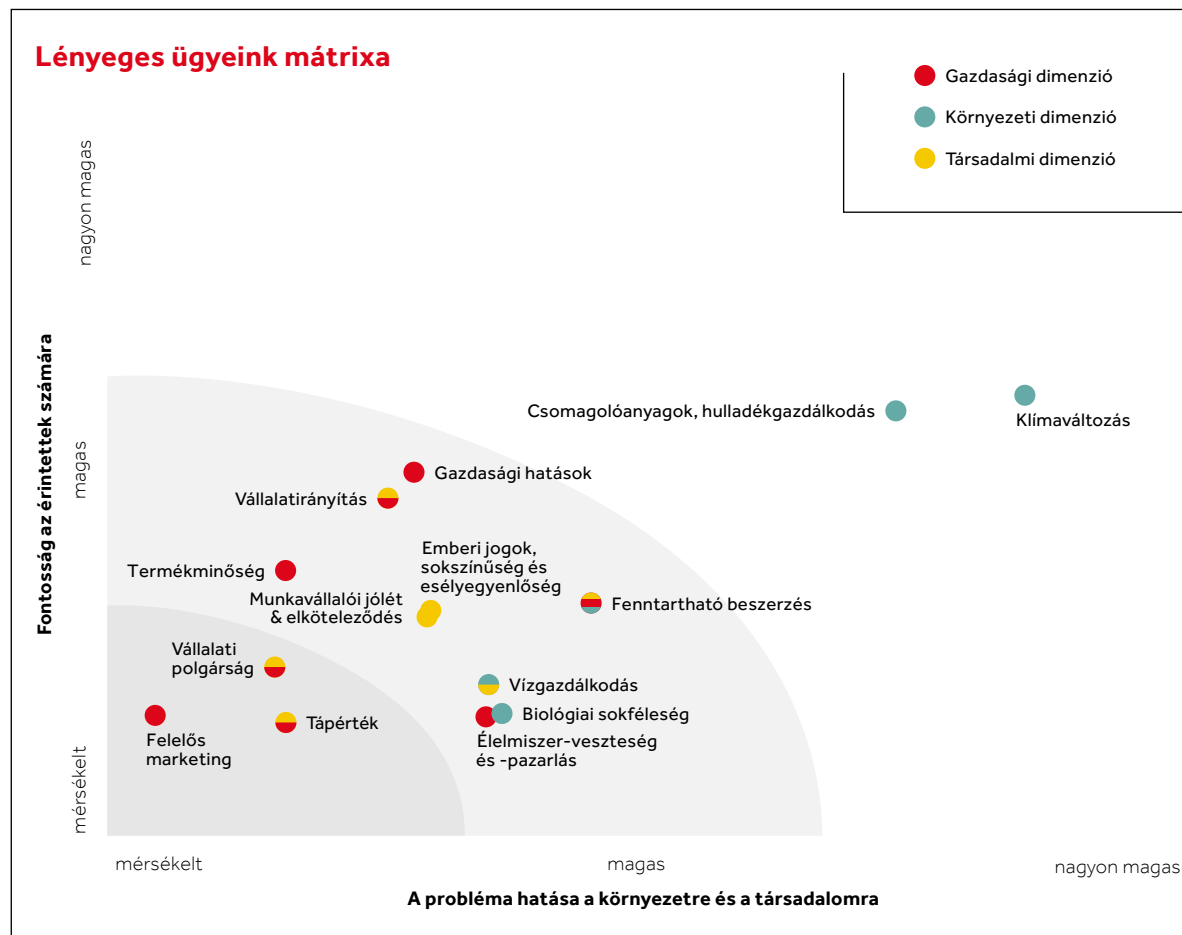 Lényeges ügyeink mátrixa
Gazdasági dimenzió
Környezeti dimenzió
Társadalmi dimenzió
nagyon magas
magas
mérsékelt
Fontosság az érintettek számára
Csomagolóanyagok, hulladékgazdálkodás
Klímaváltozás
Gazdasági hatások
Vállalatirányítás
Emberi jogok,
sokszínűség és
esélyegyenlőség
Termékminőség
Munkavállalói jólét
& elköteleződés
Fenntartható beszerzés
Vállalati
polgárság
Vízgazdálkodás
Biológiai sokféleség
Tápérték
Felelős
marketing
Élelmiszer-veszteség
és -pazarlás
mérsékelt
magas
nagyon magas
A probléma hatása a környezetre és a társadalomra